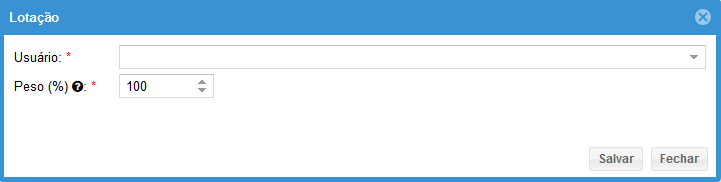 Lotação
Usuário: *
Peso (%) ?: * 100
Salvar Fechar